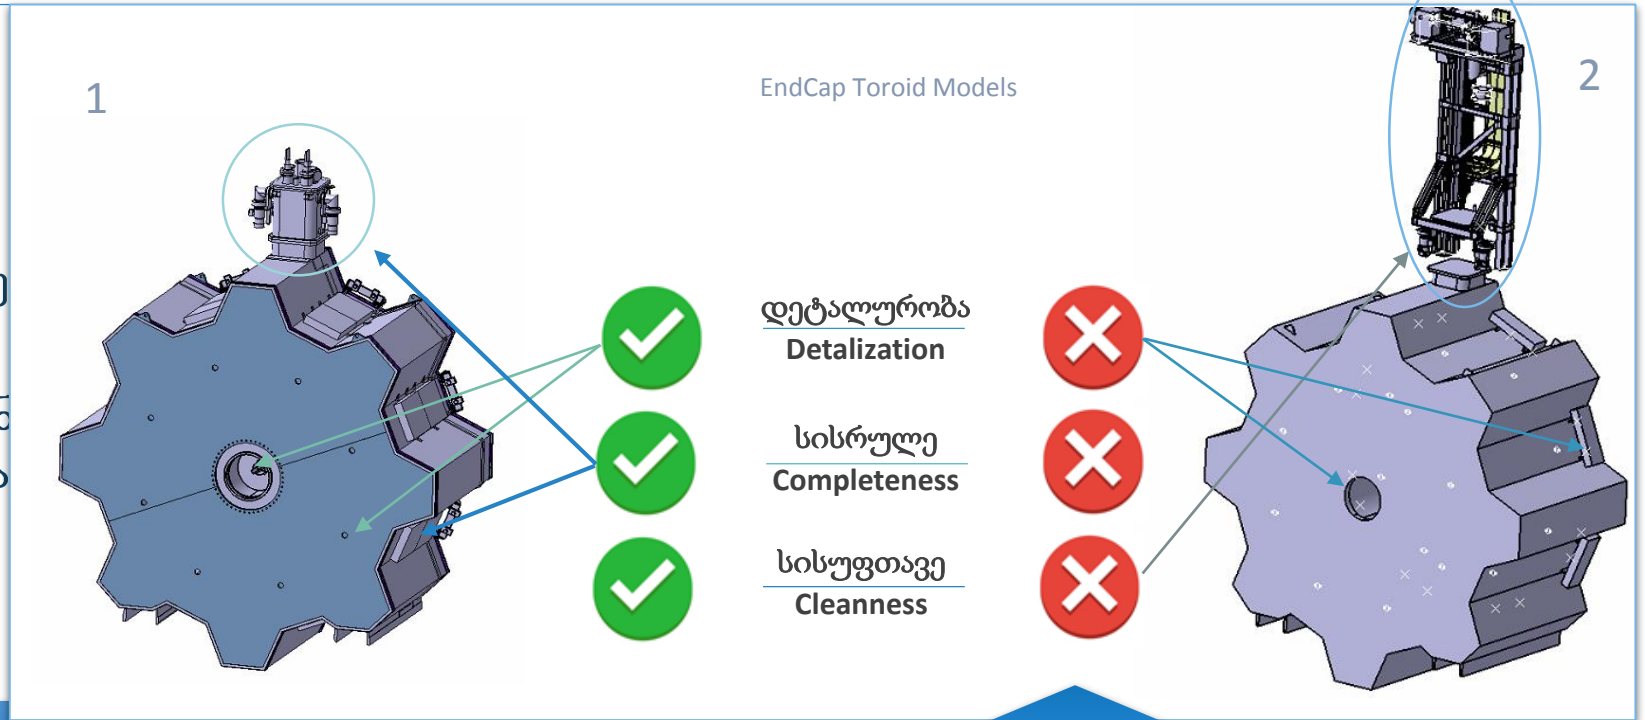 1
EndCap Toroid Models
2
დეტალურობა
Detalization
სისრულე
Completeness
სისუფთავე
Cleanness